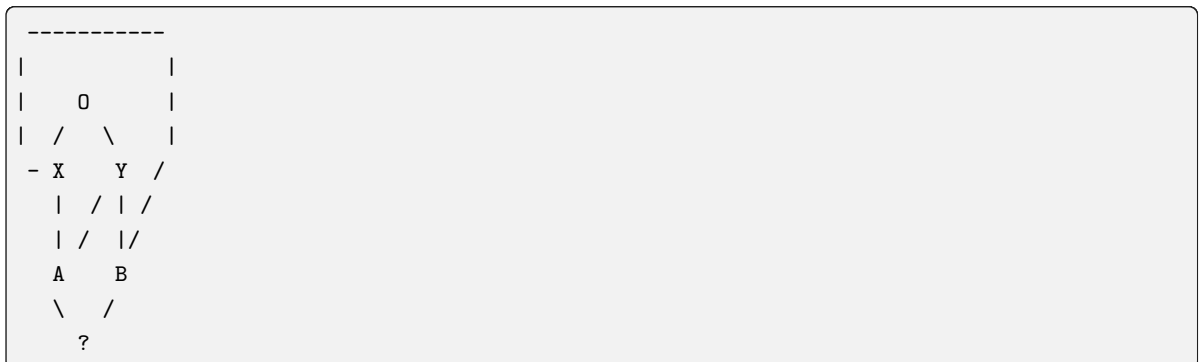 -----------
|           |
|    O      |
|  /   \    |
 - X    Y  /
   |  / | /
   | /  |/
   A    B
   \   /
     ?